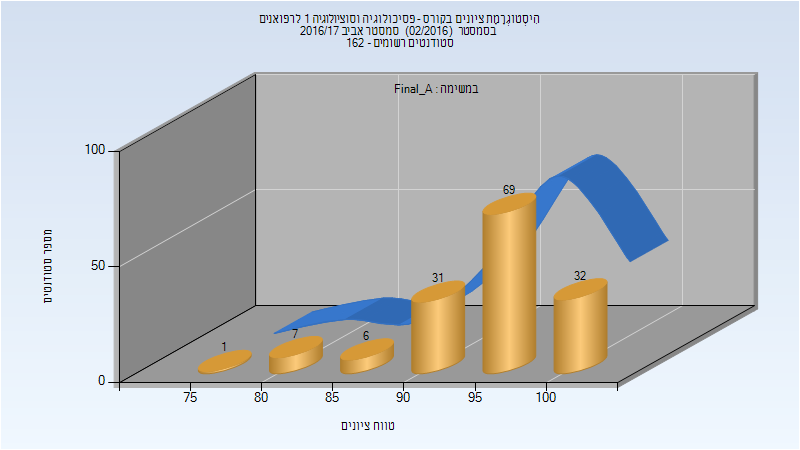 היסטוגרמת ציונים בקורס - פסיכולוגיה וסוציולוגיה 1 לרפואנים
בסמסטר (02/2016) סמסטר אביב 2016/17
סטודנטים רשומים - 162
במשימה : Final_A
מספר סטודנטים
100
50
0
1
7
6
31
69
32
75
80
85
90
95
100
טווח ציונים